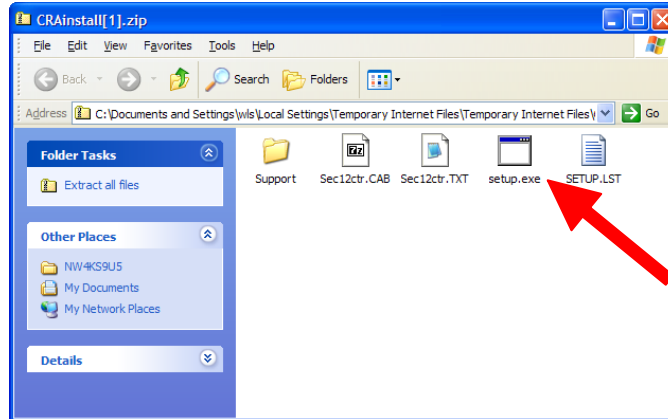 CRAinstall[1].zip
File Edit View Favorites Tools Help
Back Search Folders
Address C:\Documents and Settings\wls\Local Settings\Temporary Internet Files\Temporary Internet Files\ Go
Folder Tasks
Extract all files
Other Places
NW4KS9U5
My Documents
My Network Places
Details
Support Sec12ctr.CAB Sec12ctr.TXT setup.exe SETUP.LST